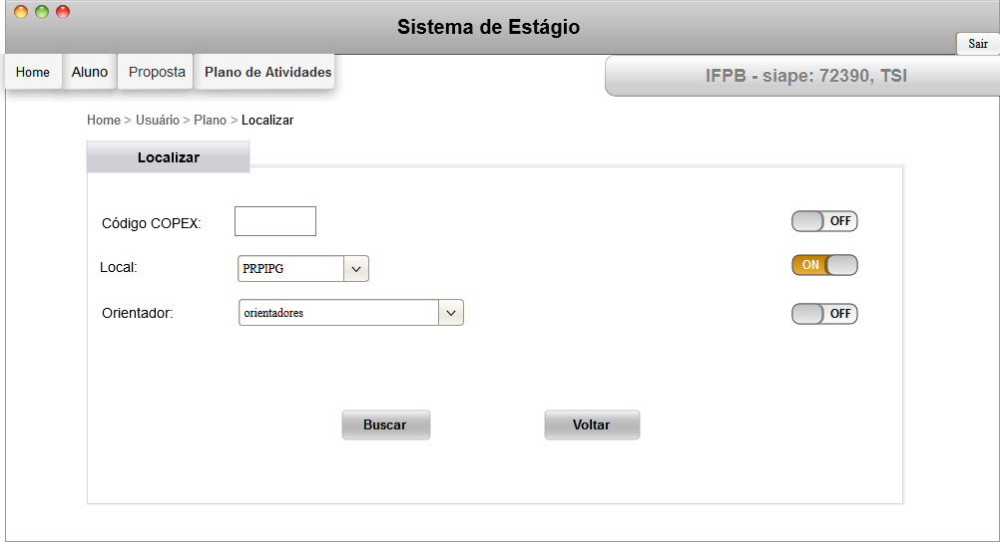 Sistema de Estágio
Sair
Home Aluno Proposta Plano de Atividades
IFPB - siape: 72390, TSI
Home > Usuário > Plano > Localizar
Localizar
Código COPEX: OFF
Local: PRPIPG ON
Orientador: orientadores OFF
Buscar Voltar